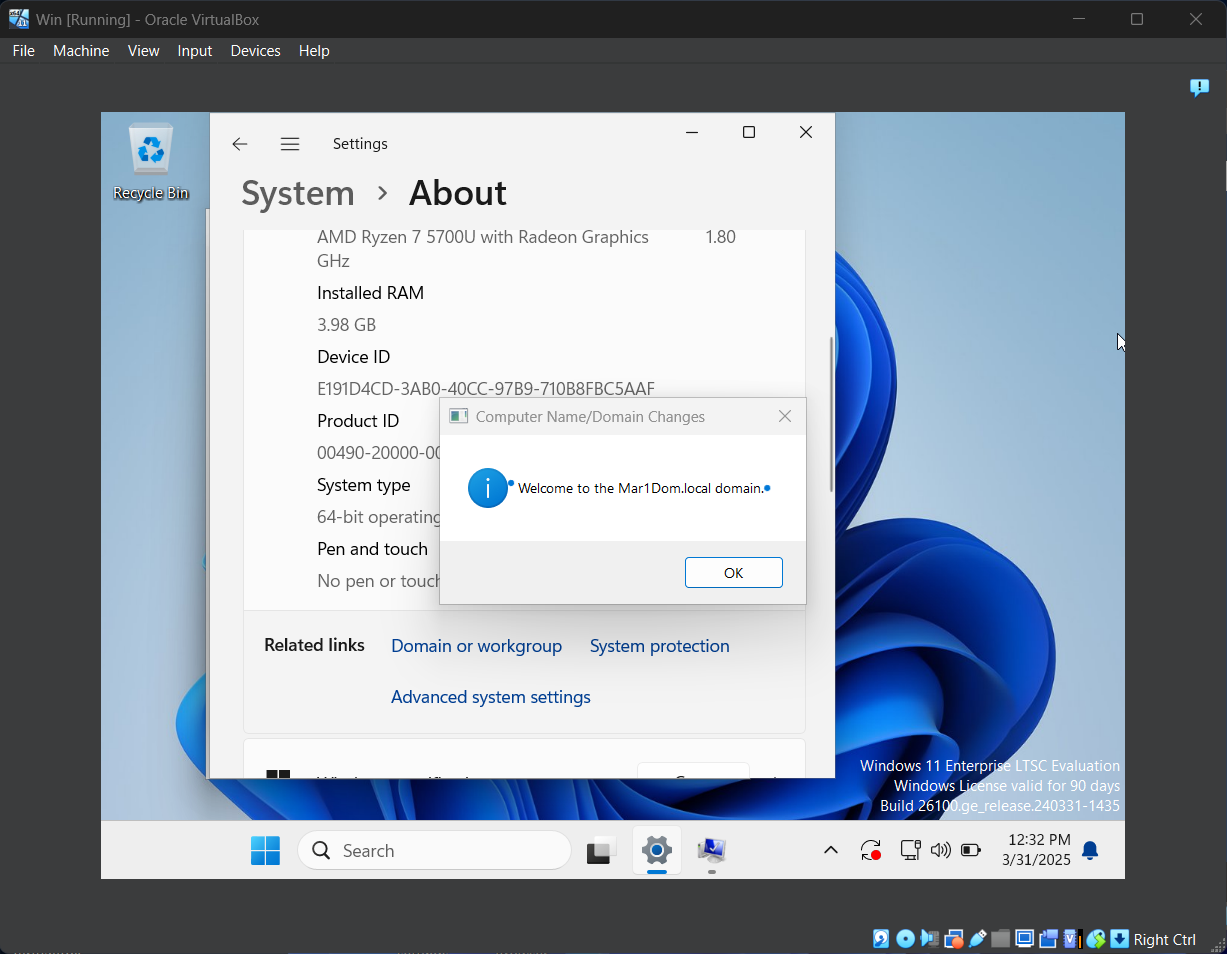 Win [Running] - Oracle VirtualBox
File Machine View Input Devices Help
Recycle Bin
Settings
System > About
AMD Ryzen 7 5700U with Radeon Graphics 1.80
GHz
Installed RAM
3.98 GB
Device ID
E191D4CD-3AB0-40CC-97B9-710B8FBC5AAF
Product ID
00490-20000-00
System type
64-bit operating
Pen and touch
No pen or touch
Computer Name/Domain Changes
Welcome to the Mar1Dom.local domain.
OK
Related links Domain or workgroup System protection
Advanced system settings
Windows 11 Enterprise LTSC Evaluation
Windows License valid for 90 days
Build 26100.ge_release.240331-1435
Search
12:32 PM
3/31/2025
Right Ctrl